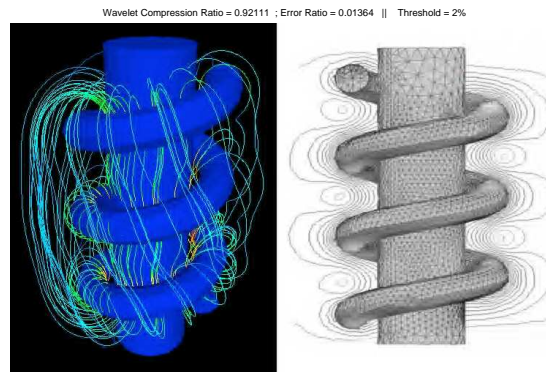 Wavelet Compression Ratio = 0.92111 ; Error Ratio = 0.01364 || Threshold = 2%